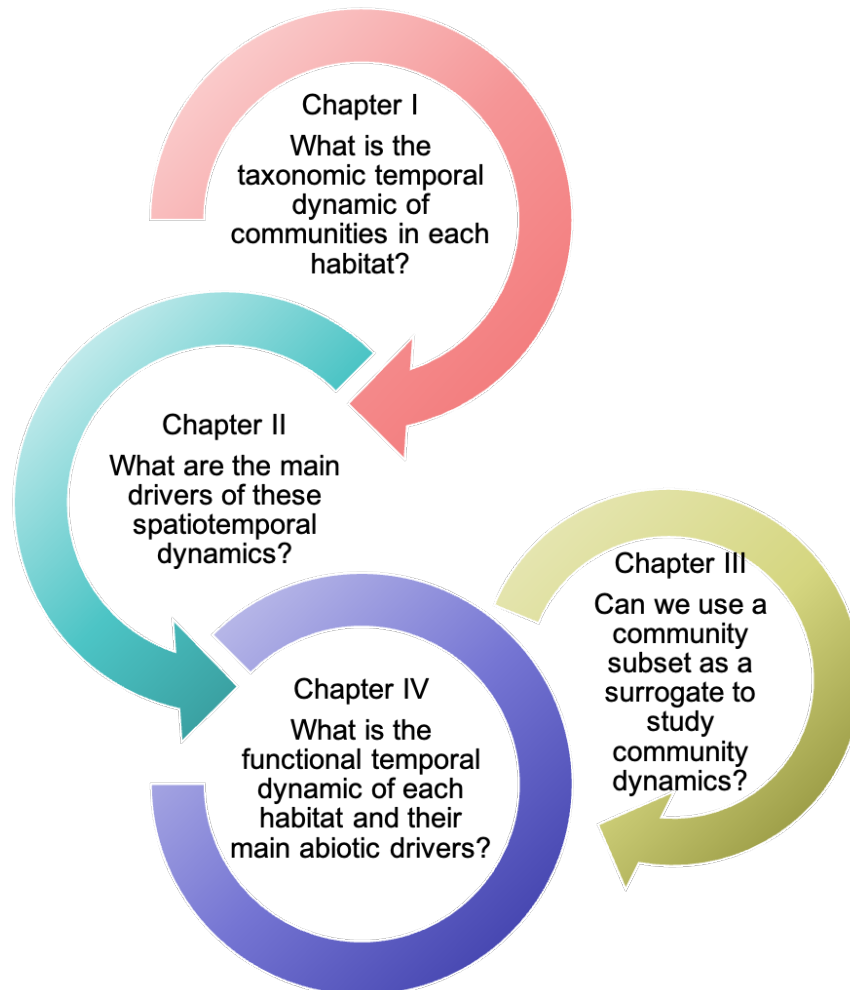 Chapter I
What is the
taxonomic temporal
dynamic of
communities in each
habitat?
Chapter II
What are the main
drivers of these
spatiotemporal
dynamics?
Chapter III
Can we use a
community
subset as a
surrogate to
study
community
dynamics?
Chapter IV
What is the
functional temporal
dynamic of each
habitat and their
main abiotic drivers?